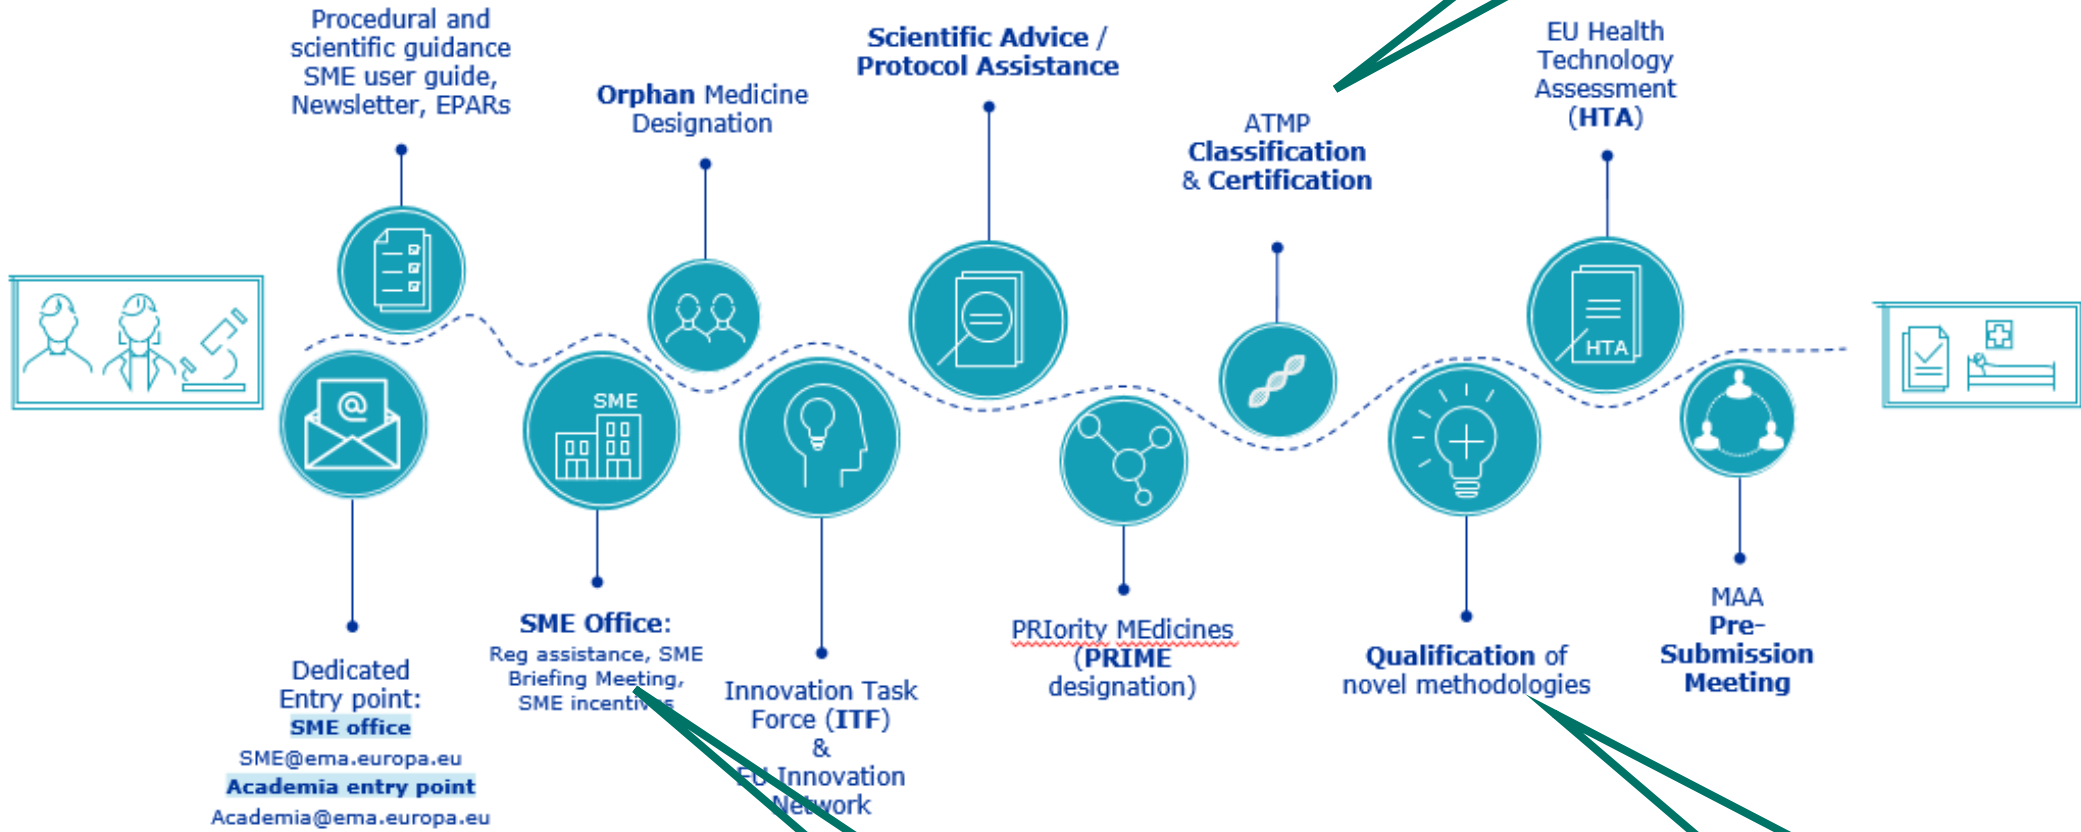 Procedural and
scientific guidance
SME user guide,
Newsletter, EPARs
Orphan Medicine
Designation
Scientific Advice /
Protocol Assistance
ATMP
Classification
& Certification
EU Health
Technology
Assessment
(HTA)
SME
HTA
@
Dedicated
Entry point:
SME office
SME@ema.europa.eu
Academia entry point
Academia@ema.europa.eu
SME Office:
Reg assistance, SME
Briefing Meeting,
SME incentives
Innovation Task
Force (ITF)
&
EU Innovation
Network
PRIority MEdicines
(PRIME
designation)
Qualification of
novel methodologies
MAA
Pre-
Submission
Meeting